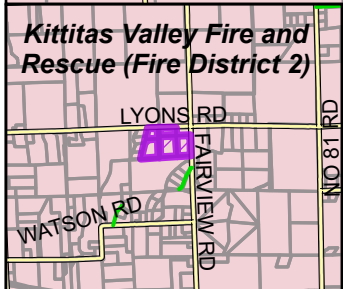 Kittitas Valley Fire and
Rescue (Fire District 2)
LYONS RD
NO 81 RD
FAIRVIEW RD
WATSON RD